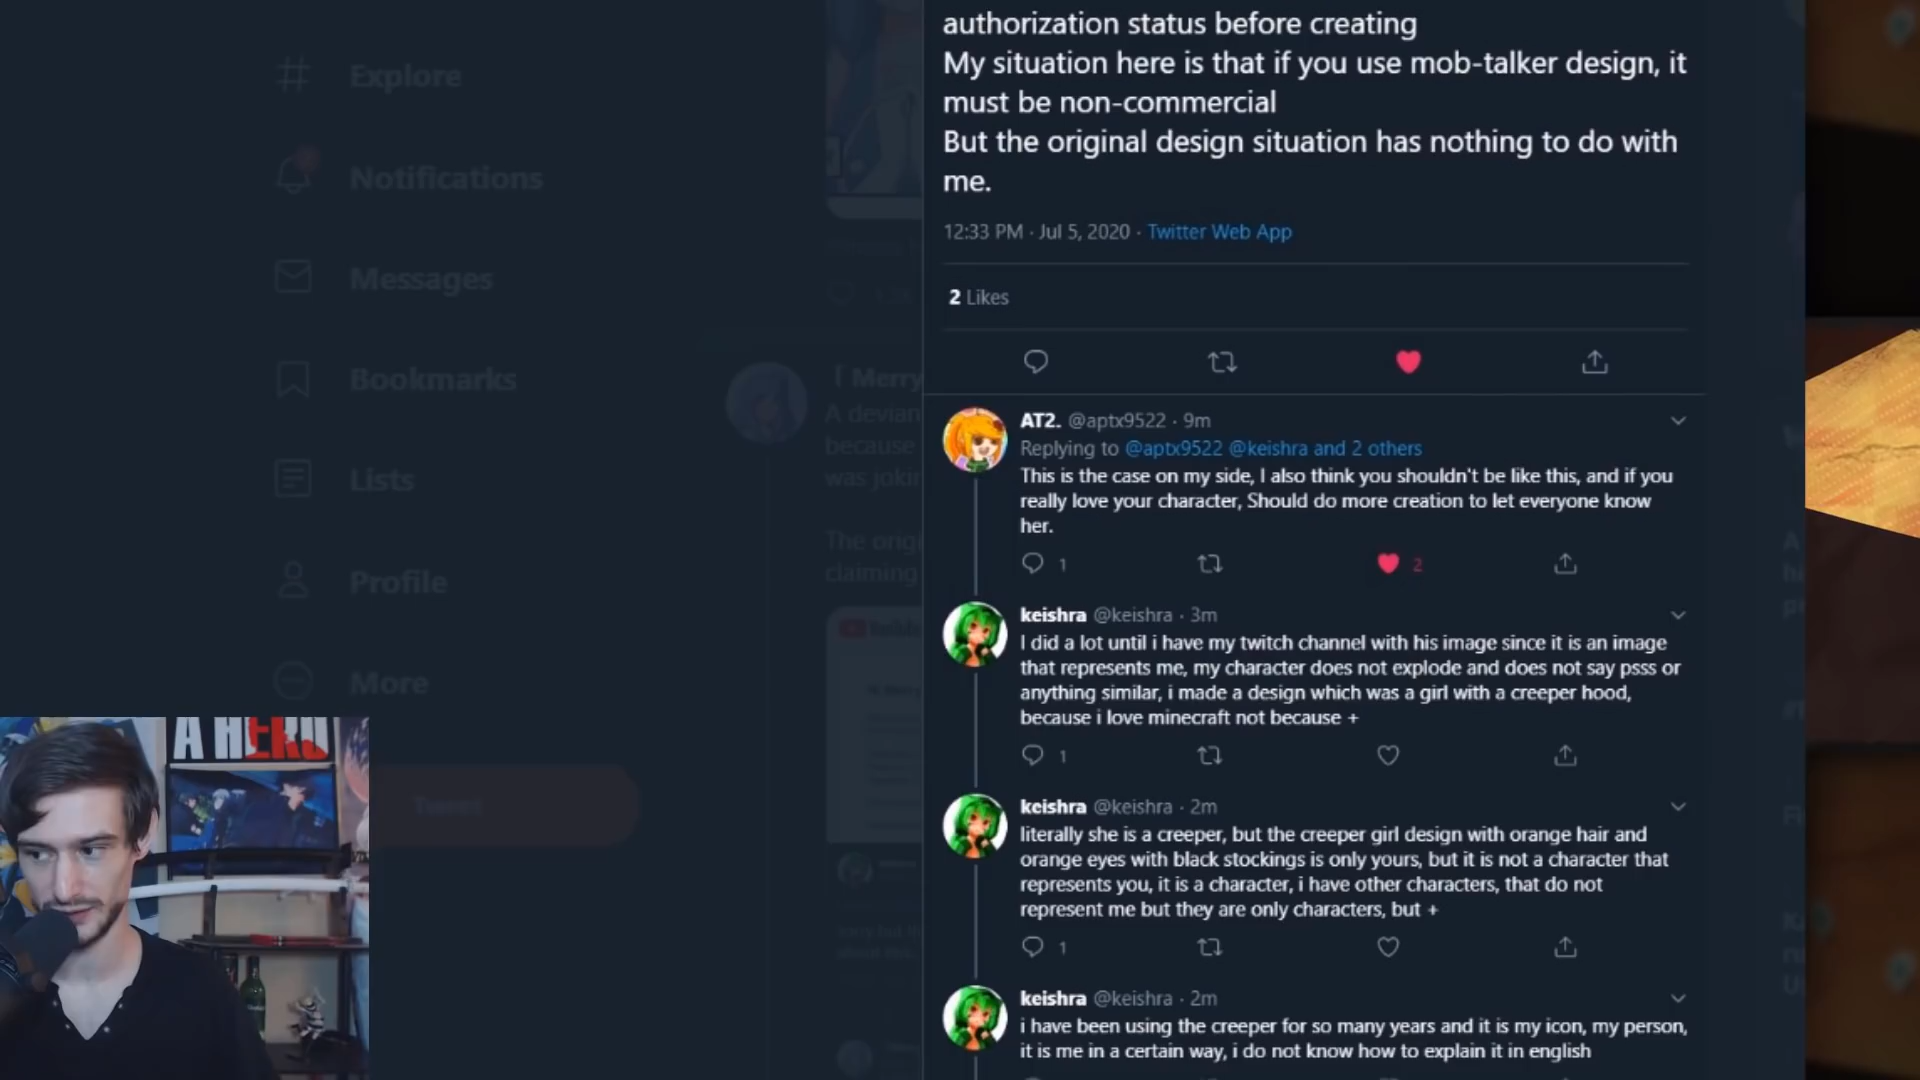 authorization status before creating
My situation here is that if you use mob-talker design, it
must be non-commercial
But the original design situation has nothing to do with
me.
12:33 PM · Jul 5, 2020 · Twitter Web App
2 Likes
AT2. @aptx9522 · 9m
Replying to @aptx9522 @keishra and 2 others
This is the case on my side, I also think you shouldn't be like this, and if you
really love your character, Should do more creation to let everyone know
her.
1
2
keishra @keishra · 3m
I did a lot until i have my twitch channel with his image since it is an image
that represents me, my character does not explode and does not say psss or
anything similar, i made a design which was a girl with a creeper hood,
because i love minecraft not because +
1
keishra @keishra · 2m
literally she is a creeper, but the creeper girl design with orange hair and
orange eyes with black stockings is only yours, but it is not a character that
represents you, it is a character, i have other characters, that do not
represent me but they are only characters, but +
1
keishra @keishra · 2m
i have been using the creeper for so many years and it is my icon, my person,
it is me in a certain way, i do not know how to explain it in english
Explore
Notifications
Messages
Bookmarks
Lists
Profile
More
Tweet
「Merry
A devian
because
was jokin
The orig
claiming
A HERO